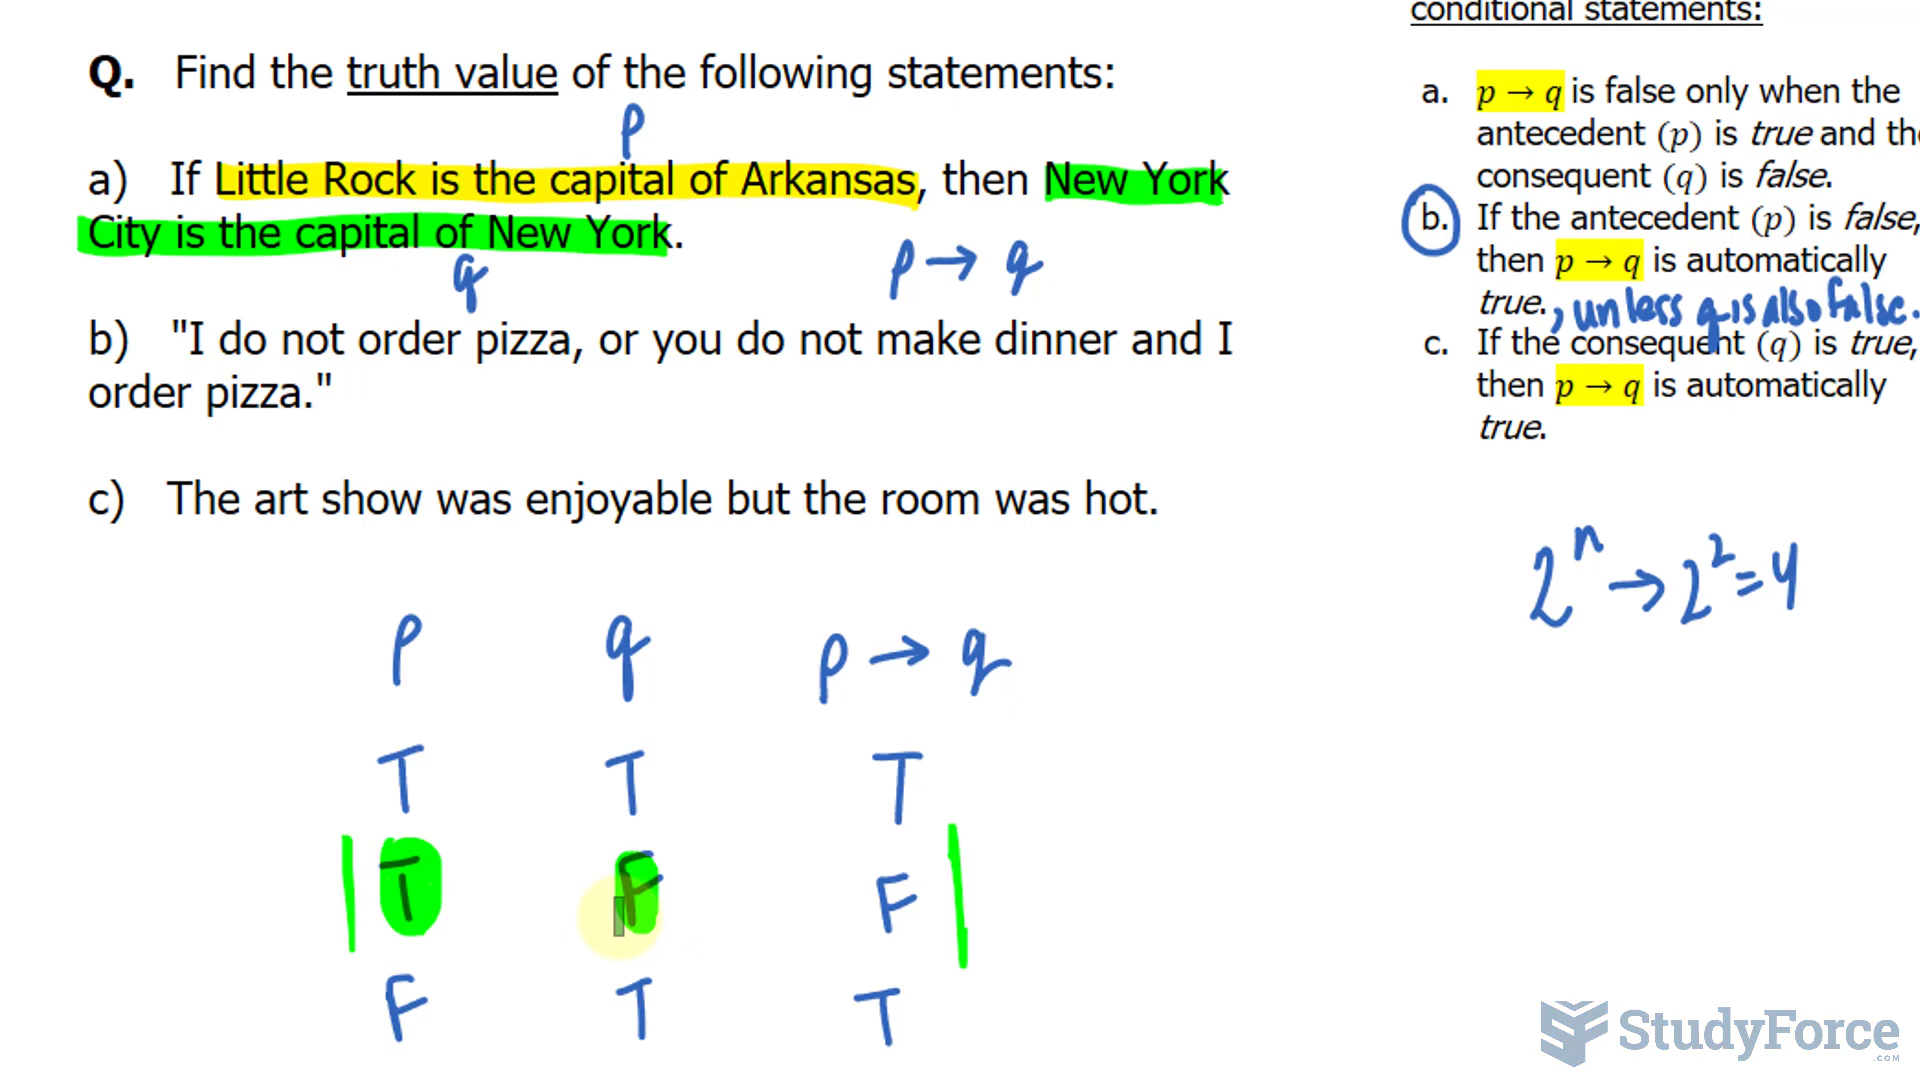 conditional statements:
Q. Find the truth value of the following statements:
p
a) If Little Rock is the capital of Arkansas, then New York
City is the capital of New York.
q
p → q
b) "I do not order pizza, or you do not make dinner and I
order pizza."
c) The art show was enjoyable but the room was hot.
a. p → q is false only when the
antecedent (p) is true and the
consequent (q) is false.
b. If the antecedent (p) is false,
then p → q is automatically
true. , unless q is also false.
c. If the consequent (q) is true,
then p → q is automatically
true.
2^n → 2^2 = 4
p q p → q
T T T
T F F
F T T
StudyForce
.COM